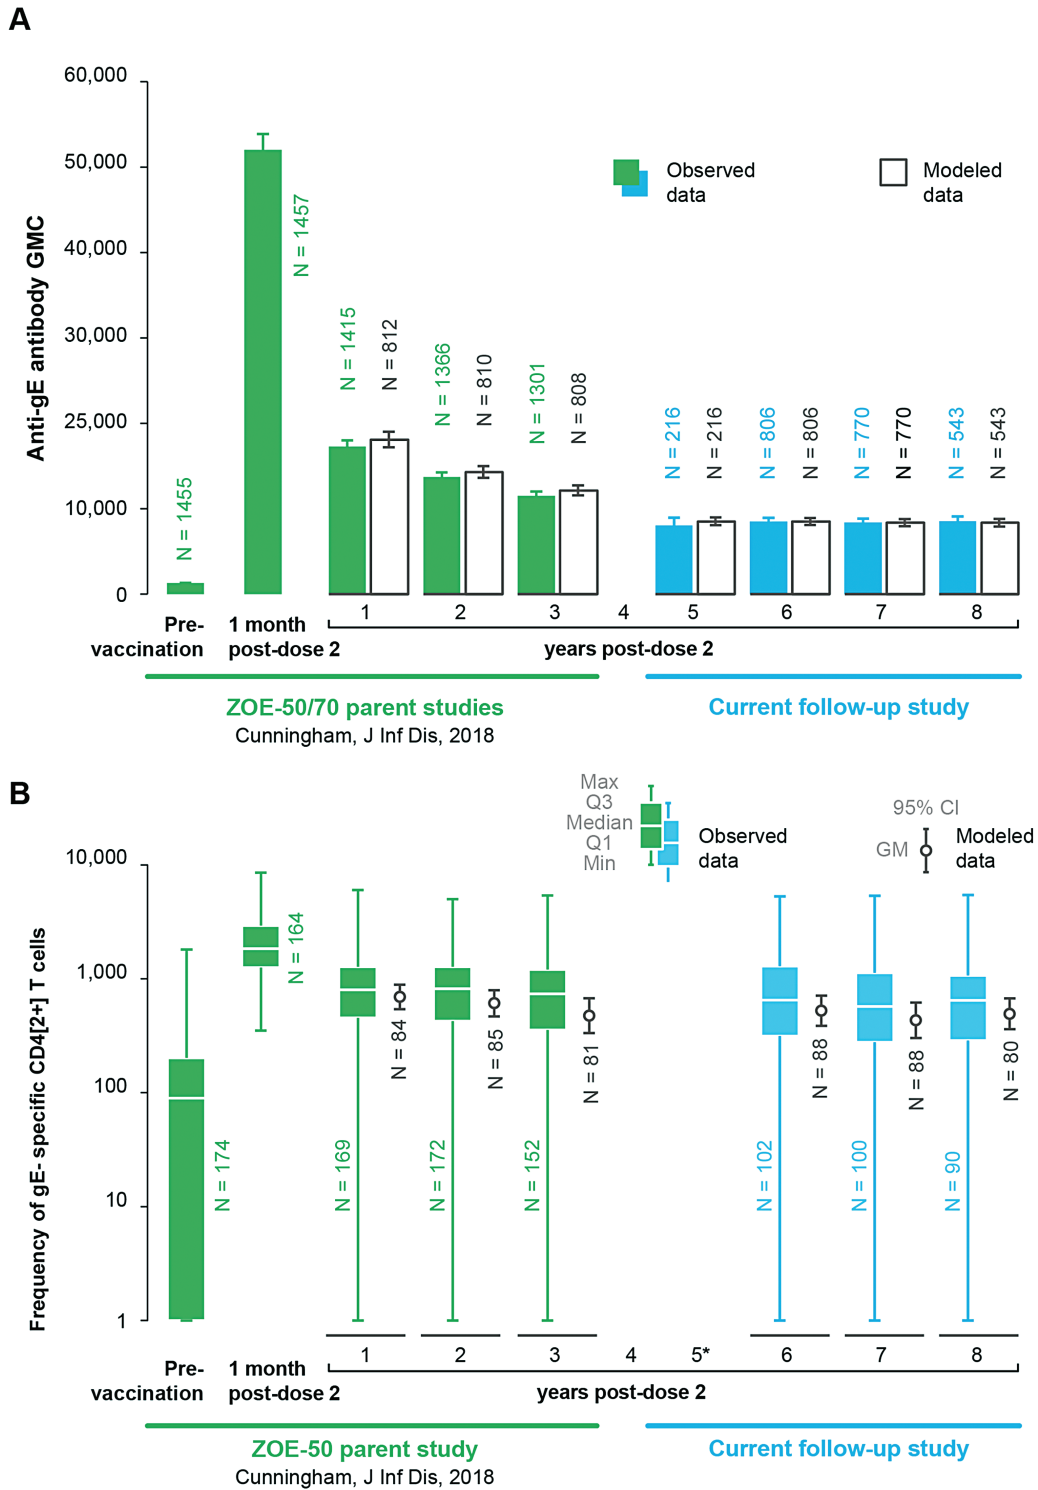 A
60,000
50,000
40,000
30,000
25,000
10,000
0
Anti-gE antibody GMC
Observed
data
Modeled
data
N = 1455
N = 1457
N = 1415
N = 812
N = 1366
N = 810
N = 1301
N = 808
N = 216
N = 216
N = 806
N = 806
N = 770
N = 770
N = 543
N = 543
1 2 3 4 5 6 7 8
Pre-
vaccination
1 month
post-dose 2
years post-dose 2
ZOE-50/70 parent studies
Cunningham, J Inf Dis, 2018
Current follow-up study
B
Max
Q3
Median
Q1
Min
Observed
data
95% CI
GM
Modeled
data
10,000
1,000
100
10
1
Frequency of gE- specific CD4[2+] T cells
N = 174
N = 164
N = 169
N = 84
N = 172
N = 85
N = 152
N = 81
N = 102
N = 88
N = 100
N = 88
N = 90
N = 80
1 2 3 4 5* 6 7 8
Pre-
vaccination
1 month
post-dose 2
years post-dose 2
ZOE-50 parent study
Cunningham, J Inf Dis, 2018
Current follow-up study